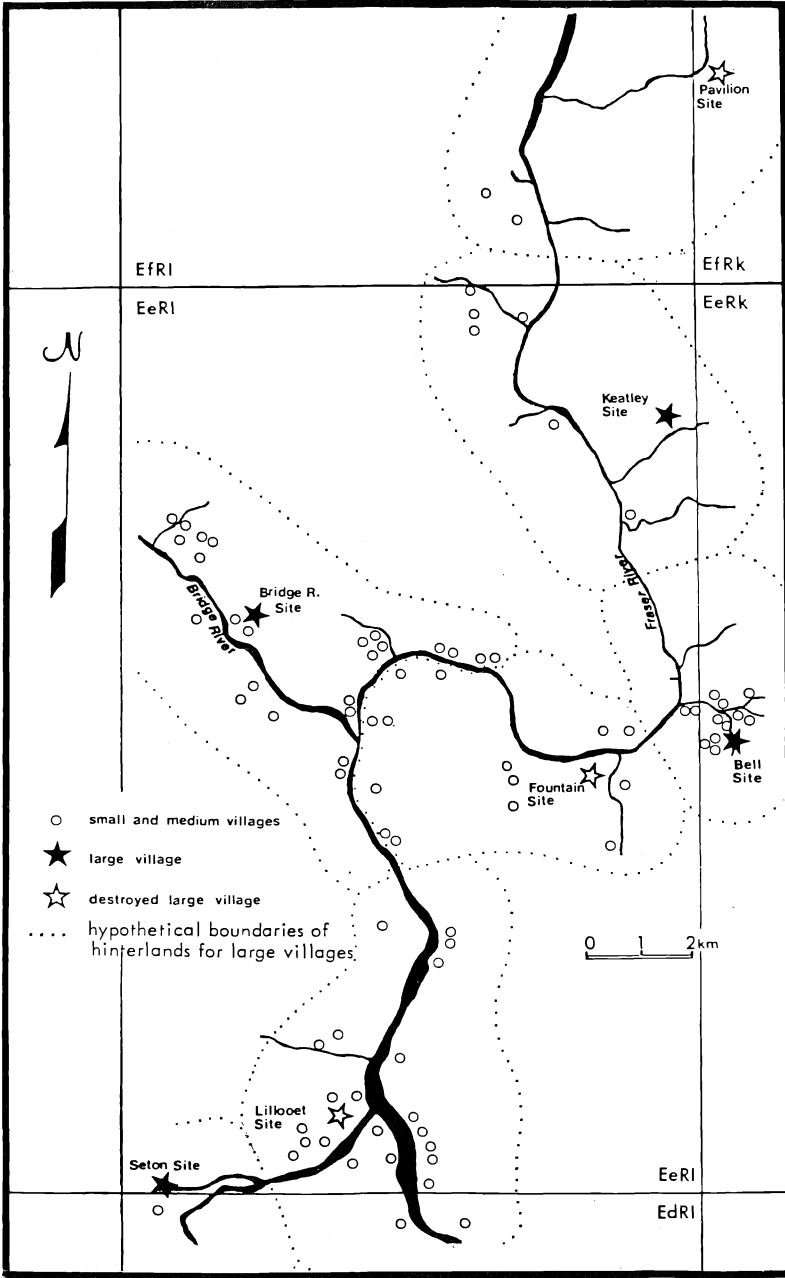 Pavilion
Site
EfRl
EfRk
EeRl
EeRk
N
Keatley
Site
Fraser River
Bridge R.
Site
Bridge River
Bell
Site
Fountain
Site
small and medium villages
large village
destroyed large village
hypothetical boundaries of
hinterlands for large villages
0 1 2 km
Lillooet
Site
Seton Site
EeRl
EdRl